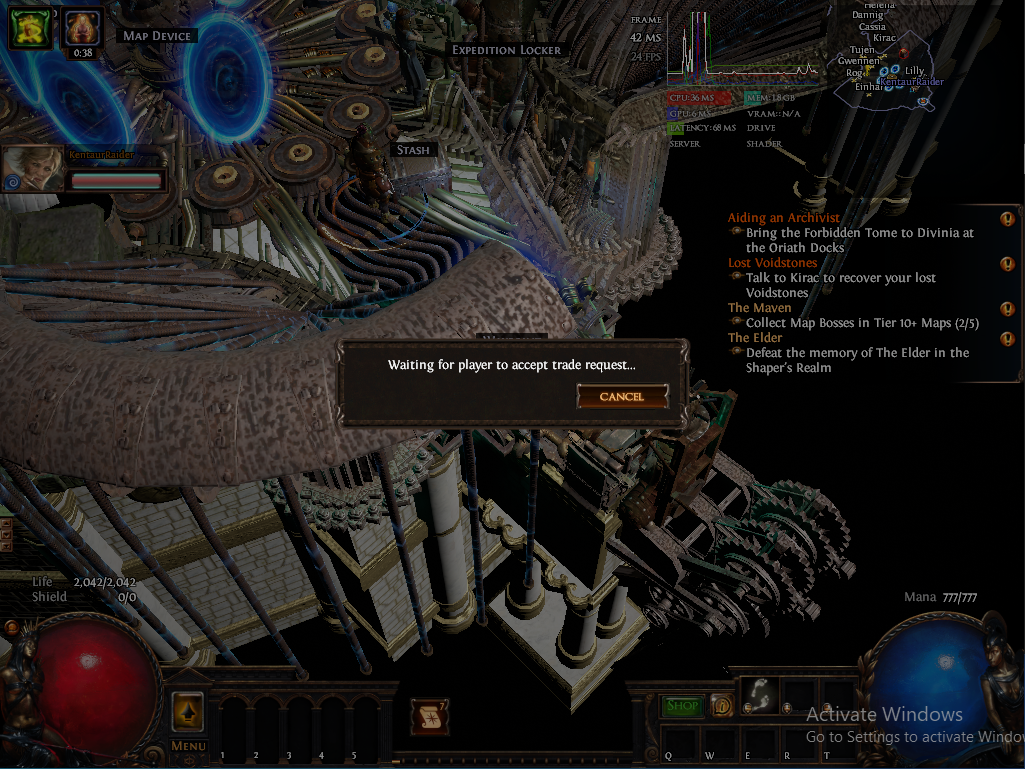 Map Device
Expedition Locker
0:38
FRAME
42 MS
24 FPS
CPU:36 MS
MEM:1.8 GB
GPU:6 MS
VRAM::N/A
LATENCY:68 MS
DRIVE
SERVER
SHADER
Helena
Dannig
Cassia
Kirac
Tujen
Gwennen
Rog
Lilly
Einhar
KentaurRaider
KentaurRaider
Stash
Aiding an Archivist
Bring the Forbidden Tome to Divinia at
the Oriath Docks
Lost Voidstones
Talk to Kirac to recover your lost
Voidstones
The Maven
Collect Map Bosses in Tier 10+ Maps (2/5)
The Elder
Defeat the memory of The Elder in the
Shaper's Realm
Waiting for player to accept trade request...
CANCEL
Life 2,042/2,042
Shield 0/0
Mana 777/777
Menu
1 2 3 4 5
7
Shop
Q W E R T
Activate Windows
Go to Settings to activate Windo